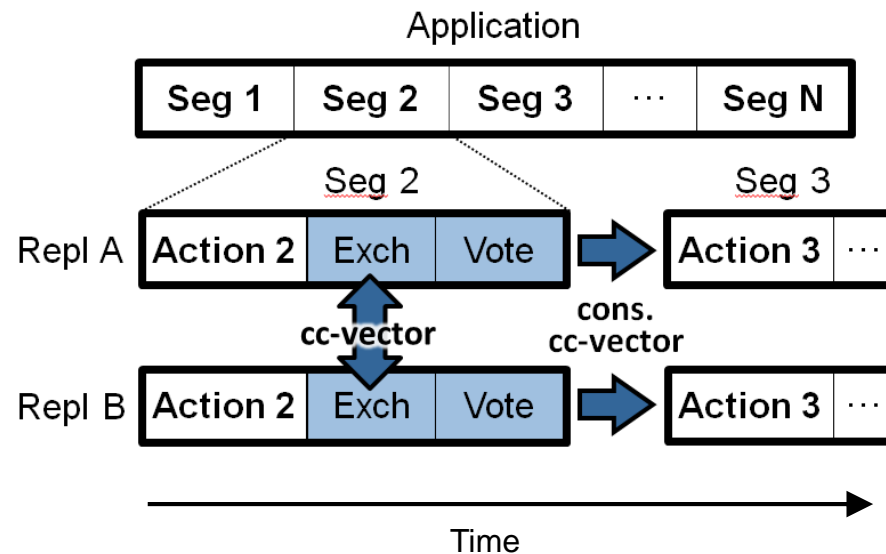 Application
Seg 1 Seg 2 Seg 3 ... Seg N
Seg 2 Seg 3
Repl A Action 2 Exch Vote Action 3 ...
cc-vector
cons.
cc-vector
Repl B Action 2 Exch Vote Action 3 ...
Time